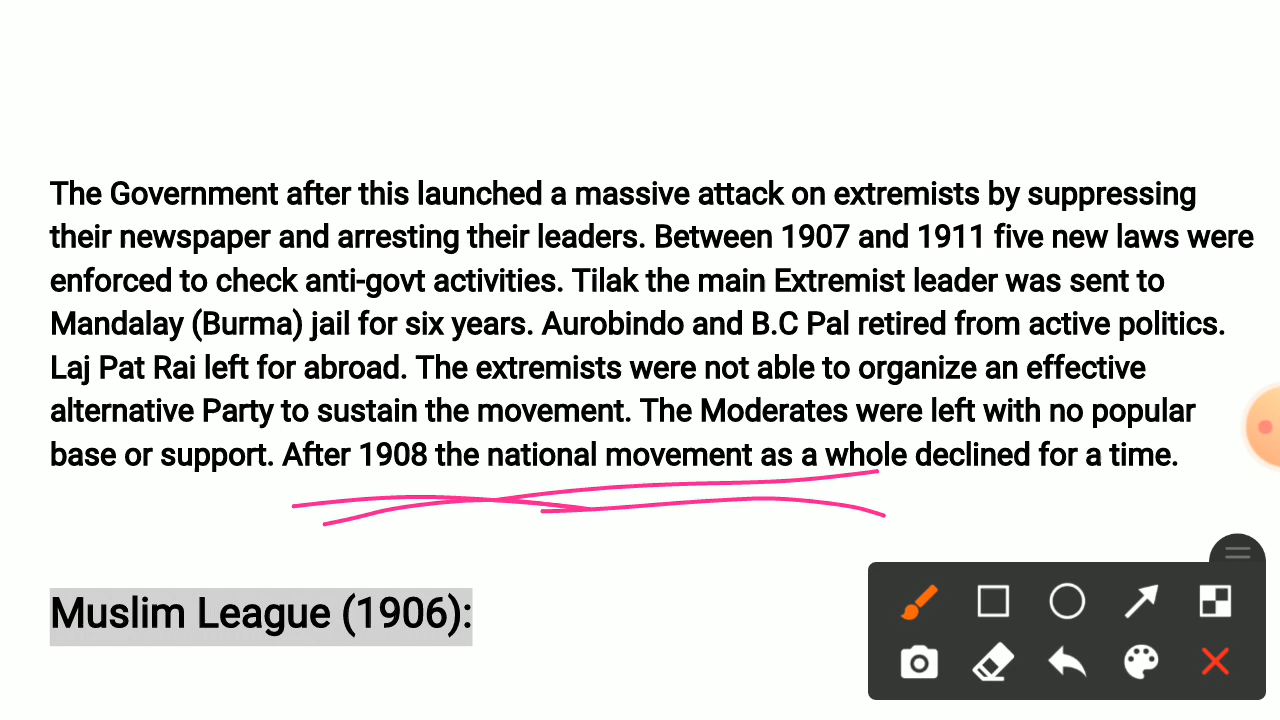 The Government after this launched a massive attack on extremists by suppressing
their newspaper and arresting their leaders. Between 1907 and 1911 five new laws were
enforced to check anti-govt activities. Tilak the main Extremist leader was sent to
Mandalay (Burma) jail for six years. Aurobindo and B.C Pal retired from active politics.
Laj Pat Rai left for abroad. The extremists were not able to organize an effective
alternative Party to sustain the movement. The Moderates were left with no popular
base or support. After 1908 the national movement as a whole declined for a time.
Muslim League (1906):